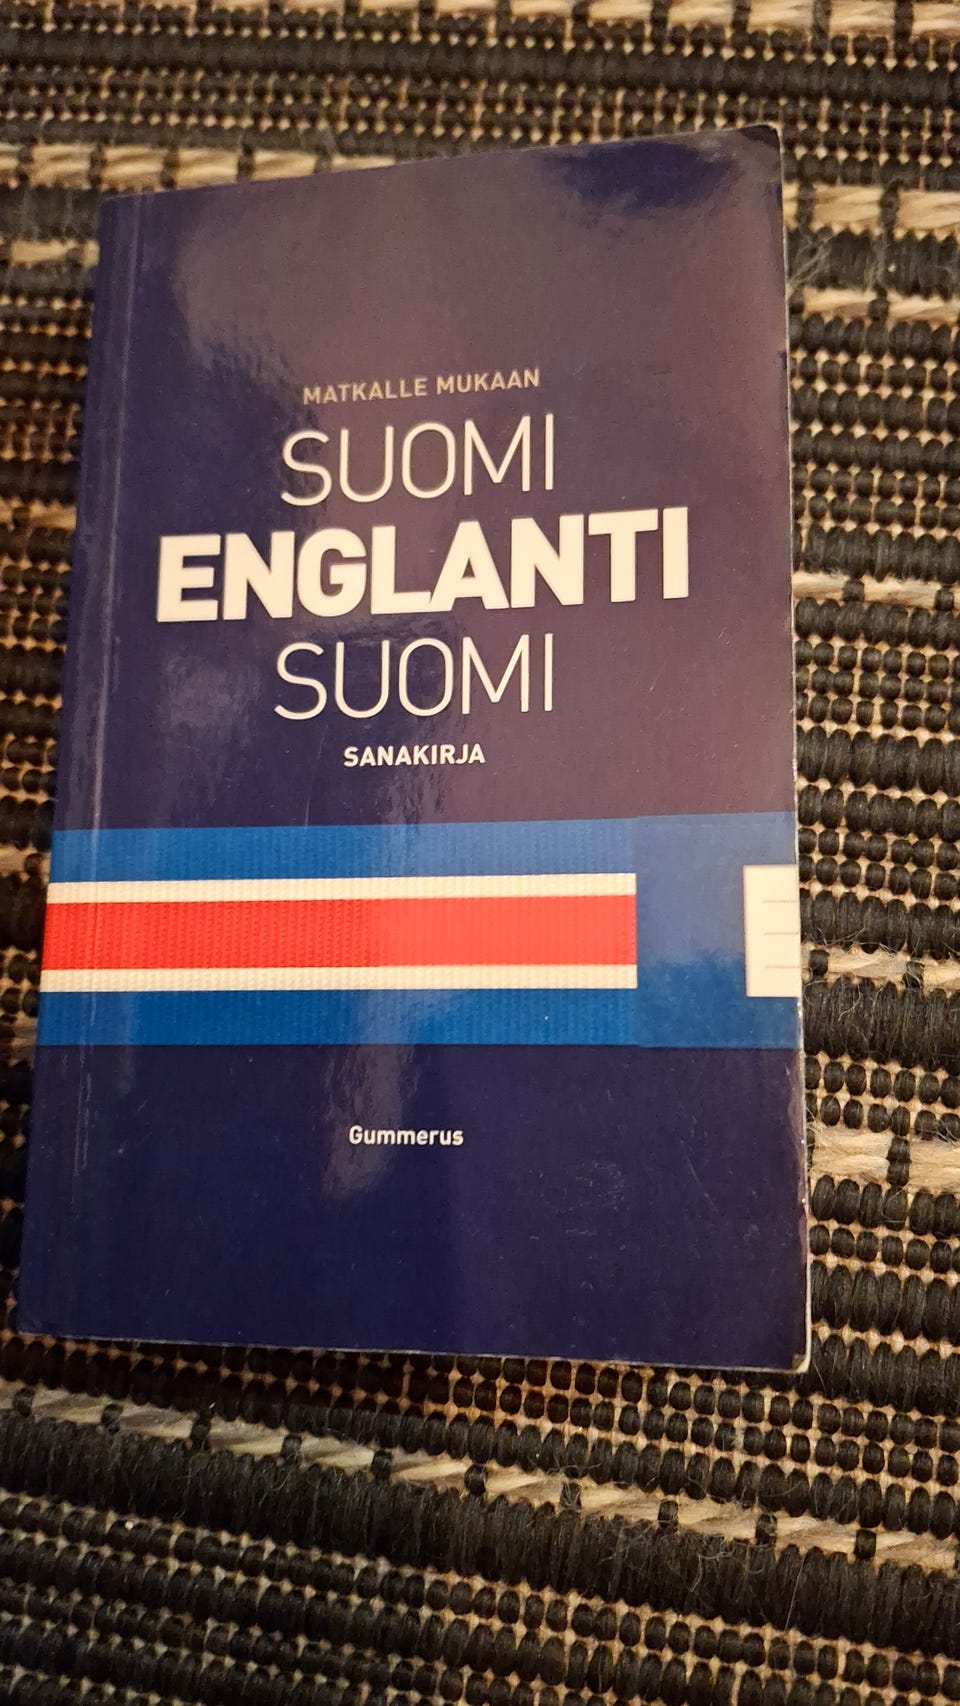 MATKALLE MUKAAN
SUOMI
ENGLANTI
SUOMI
SANAKIRJA
Gummerus